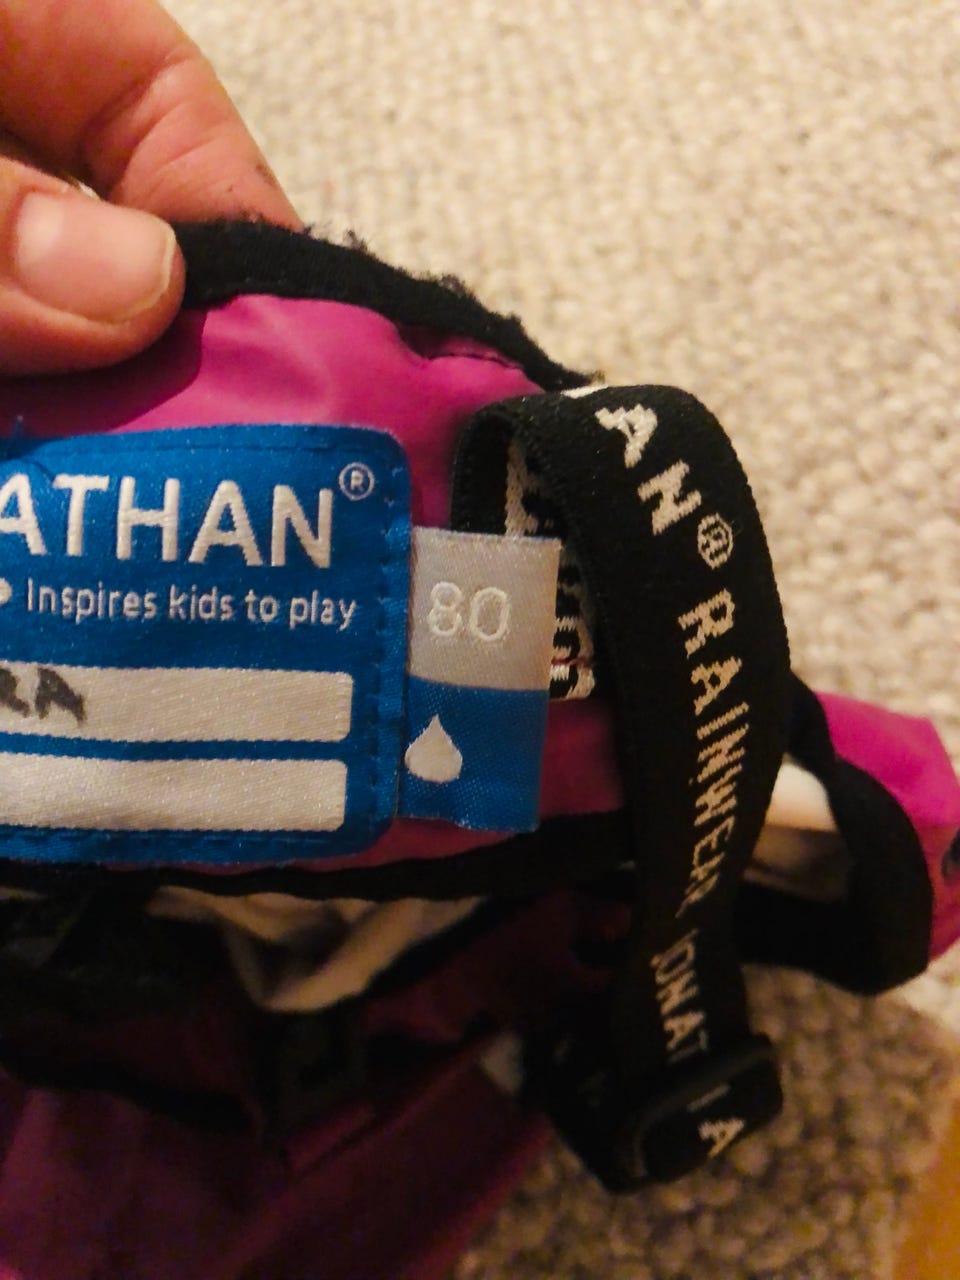 ATHAN®
Inspires kids to play
RA
80
AN® RAINWEAR JONAT